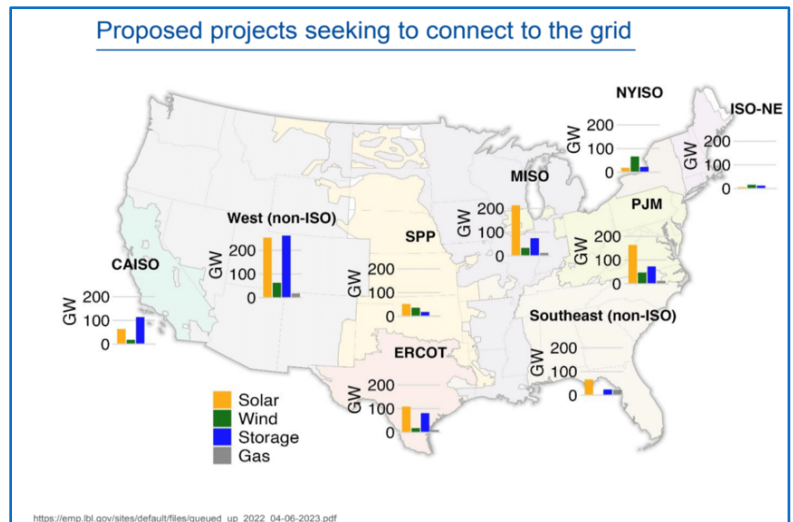 Proposed projects seeking to connect to the grid
NYISO
GW
200
100
0
ISO-NE
GW
200
100
0
MISO
GW
200
100
0
PJM
GW
200
100
0
West (non-ISO)
GW
200
100
0
SPP
GW
200
100
0
CAISO
GW
200
100
0
Southeast (non-ISO)
GW
200
100
0
ERCOT
GW
200
100
0
Solar
Wind
Storage
Gas
https://emp.lbl.gov/sites/default/files/queued_up_2022_04-06-2023.pdf